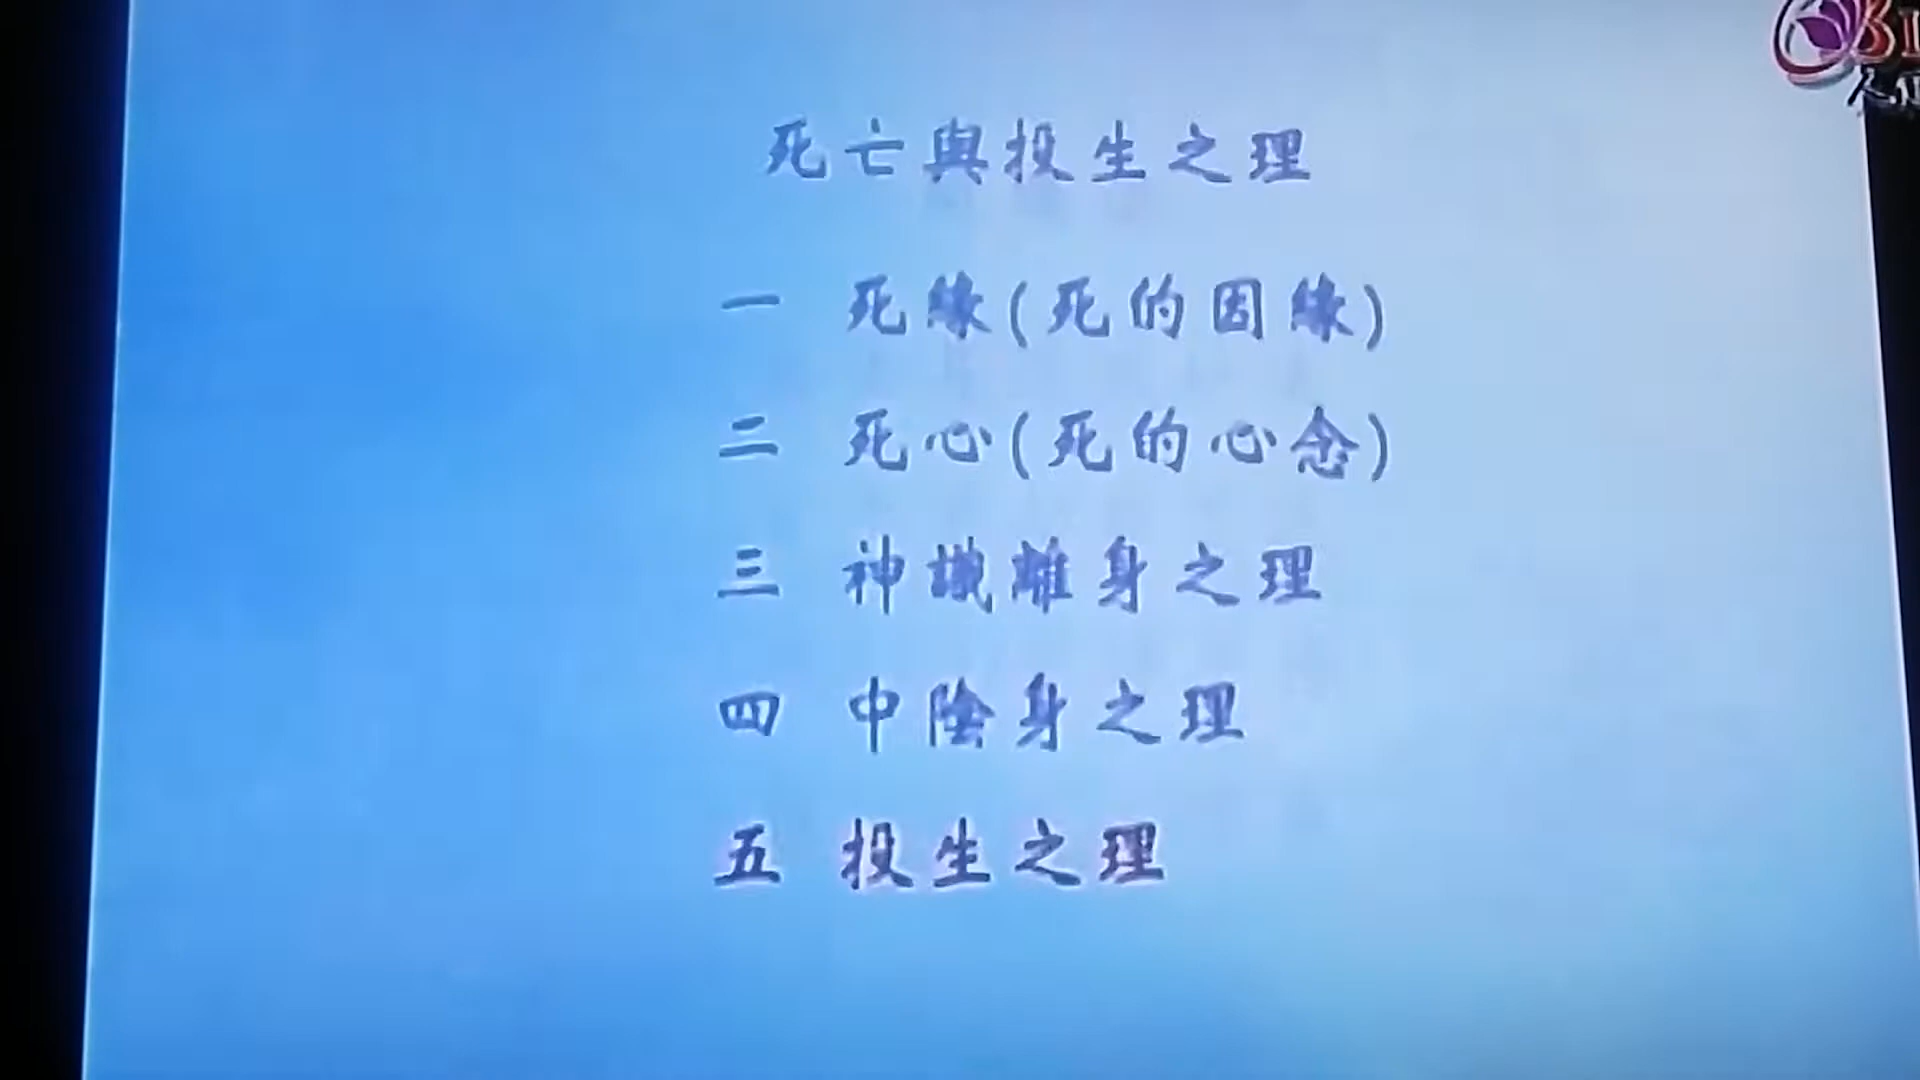 死亡與投生之理
一 死緣(死的因緣)
二 死心(死的心念)
三 神識離身之理
四 中陰身之理
五 投生之理